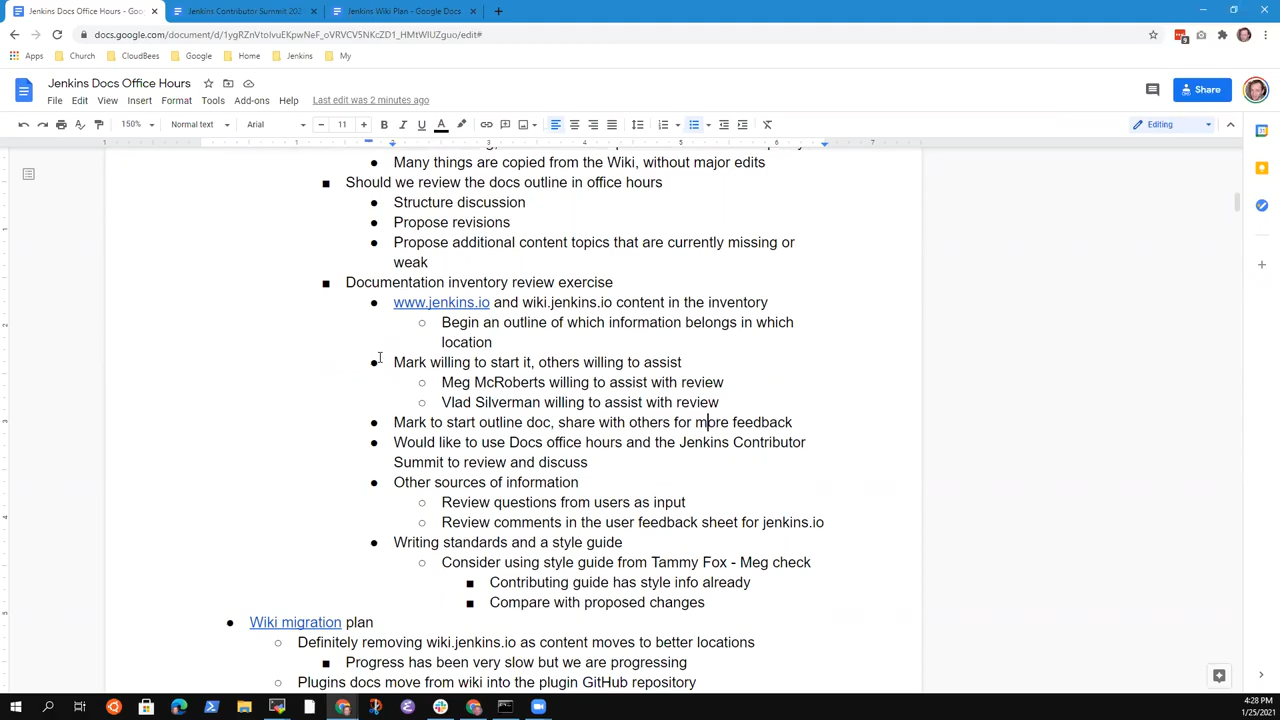 Jenkins Docs Office Hours - Goo
Jenkins Contributor Summit 202
Jenkins Wiki Plan - Google Docs
docs.google.com/document/d/1ygRZnVtoIvuEKpwNeF_oVRVCV5NKcZD1_HMtWIUZguo/edit#
Apps Church CloudBees Google Home Jenkins My
Jenkins Docs Office Hours
File Edit View Insert Format Tools Add-ons Help Last edit was 2 minutes ago
Share
150% Normal text Arial 11 Editing
Many things are copied from the Wiki, without major edits
Should we review the docs outline in office hours
Structure discussion
Propose revisions
Propose additional content topics that are currently missing or
weak
Documentation inventory review exercise
www.jenkins.io and wiki.jenkins.io content in the inventory
Begin an outline of which information belongs in which
location
Mark willing to start it, others willing to assist
Meg McRoberts willing to assist with review
Vlad Silverman willing to assist with review
Mark to start outline doc, share with others for more feedback
Would like to use Docs office hours and the Jenkins Contributor
Summit to review and discuss
Other sources of information
Review questions from users as input
Review comments in the user feedback sheet for jenkins.io
Writing standards and a style guide
Consider using style guide from Tammy Fox - Meg check
Contributing guide has style info already
Compare with proposed changes
Wiki migration plan
Definitely removing wiki.jenkins.io as content moves to better locations
Progress has been very slow but we are progressing
Plugins docs move from wiki into the plugin GitHub repository
4:28 PM
1/25/2021